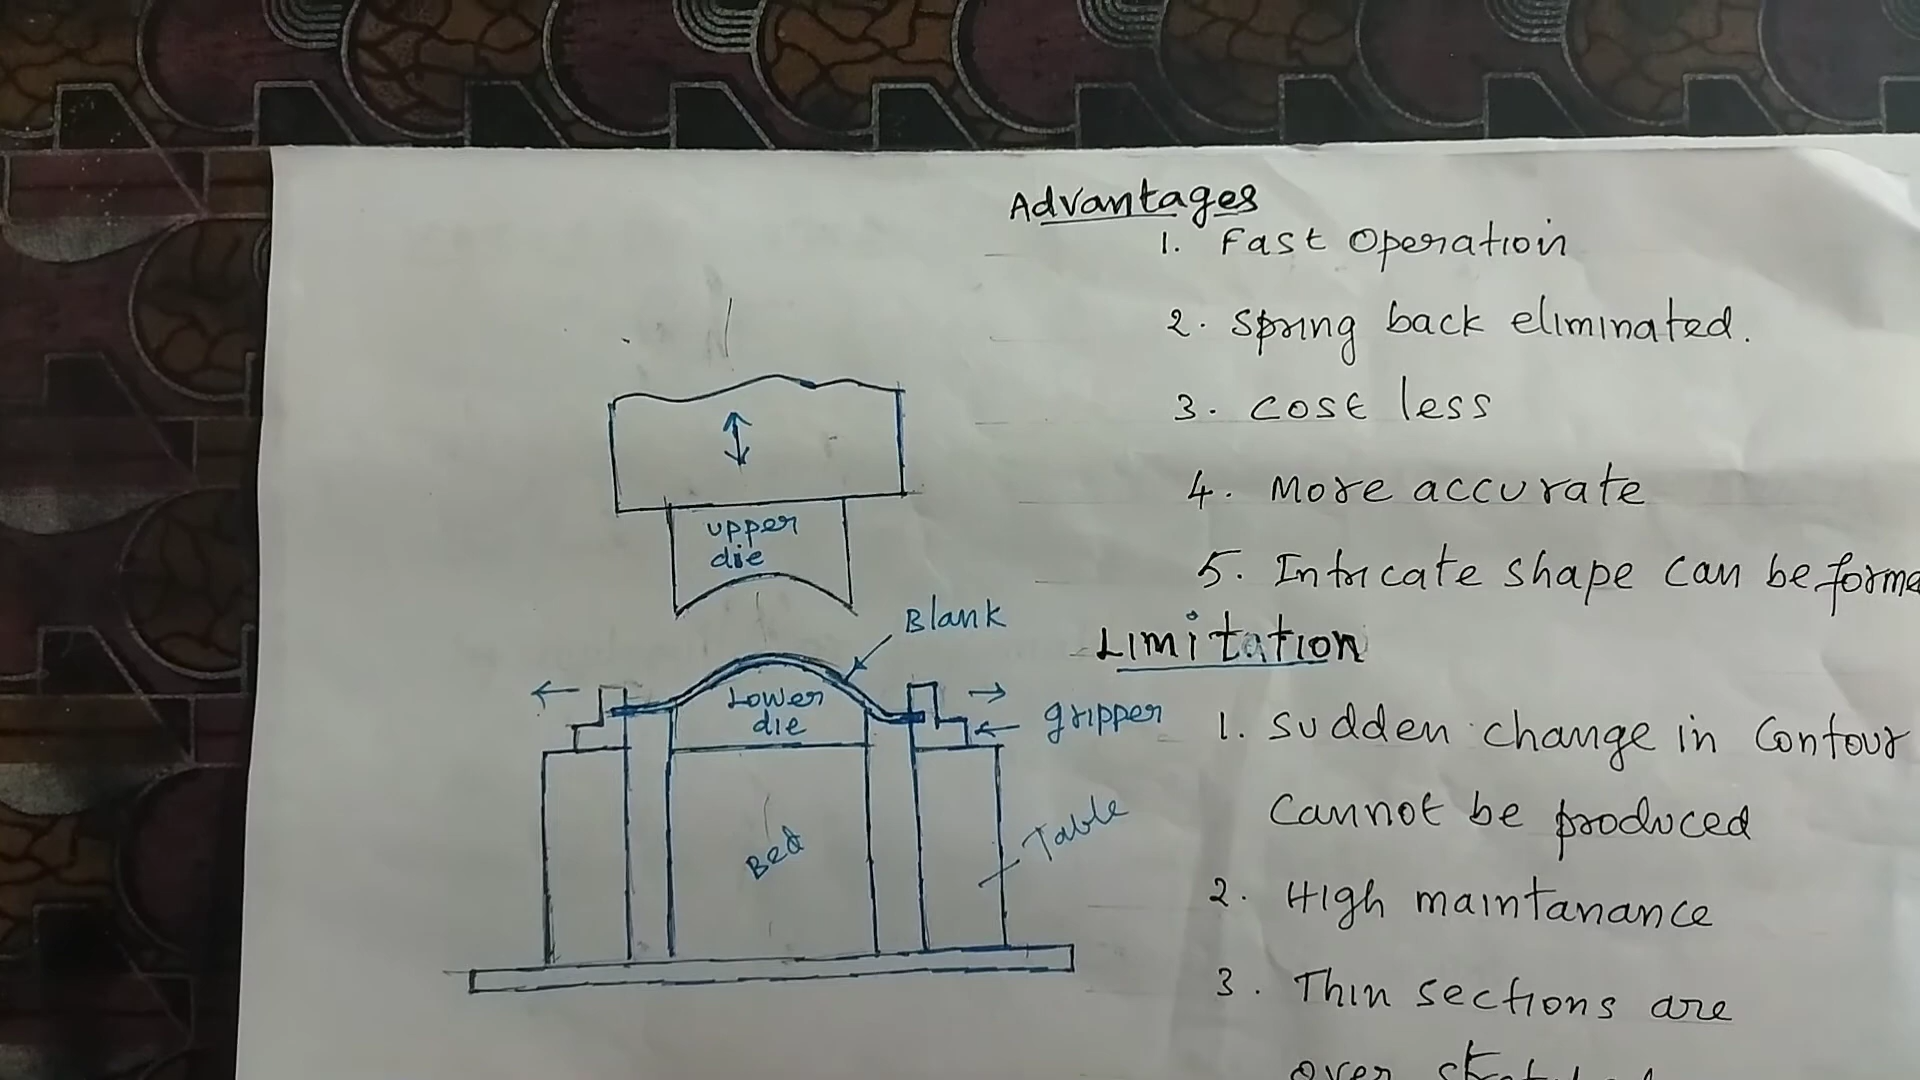 Advantages
1. Fast Operation
2. Spring back eliminated.
3. Cost less
4. More accurate
5. Intricate shape can be
upper
die
Blank
Lower
die
gripper
Bed
Table
Limitation
1. Sudden change in Contour
Cannot be produced
2. High maintanance
3. Thin sections are
over